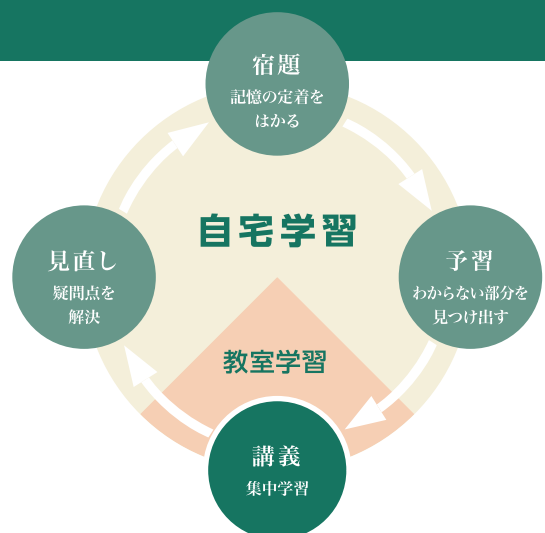 宿題
記憶の定着を
はかる
自宅学習
見直し
疑問点を
解決
予習
わからない部分を
見つけ出す
教室学習
講義
集中学習